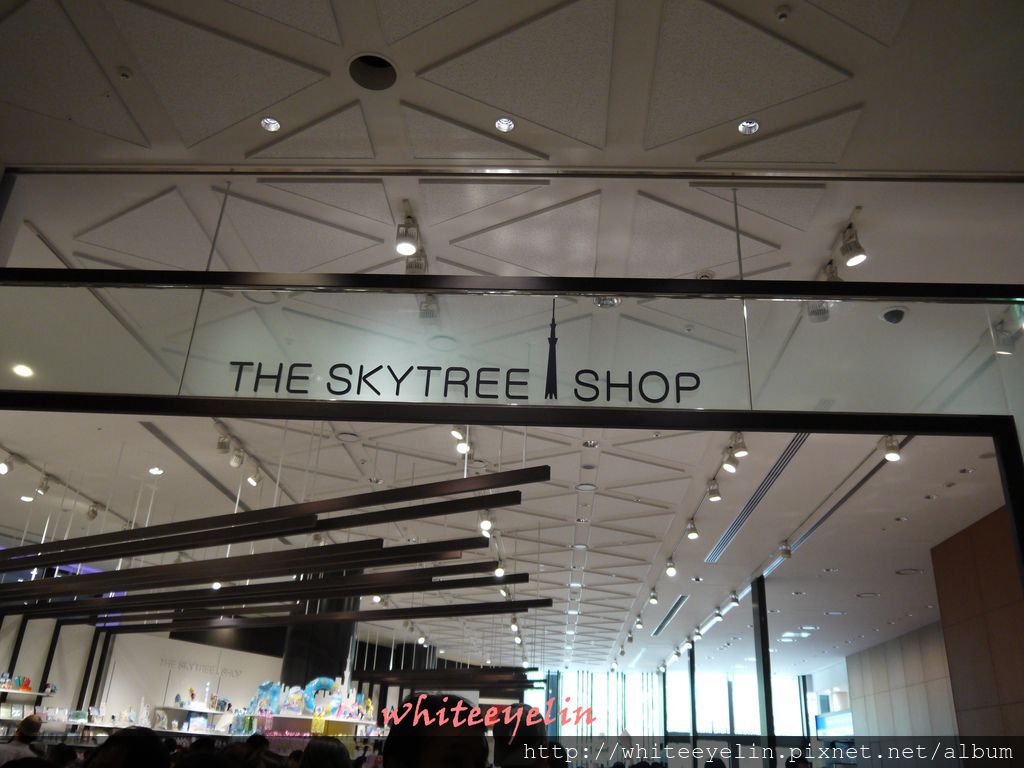 THE SKYTREE SHOP
THE SKYTREE SHOP
whiteeyelin
http://whiteeyelin.pixnet.net/album